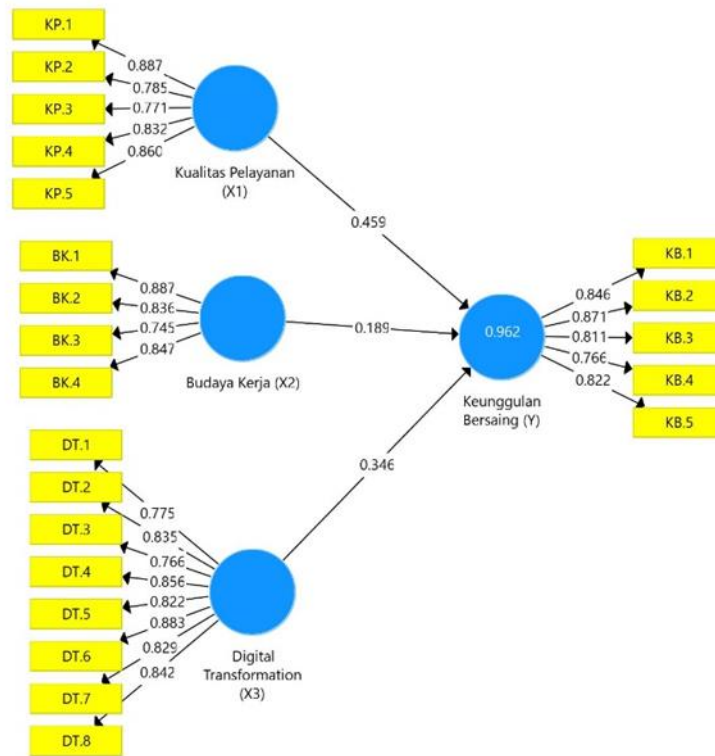 KP.1
KP.2
KP.3
KP.4
KP.5
0.887
0.785
0.771
0.832
0.860
Kualitas Pelayanan
(X1)
0.459
BK.1
BK.2
BK.3
BK.4
0.887
0.836
0.745
0.847
Budaya Kerja (X2)
0.189
DT.1
DT.2
DT.3
DT.4
DT.5
DT.6
DT.7
DT.8
0.775
0.835
0.766
0.856
0.822
0.883
0.829
0.842
Digital
Transformation
(X3)
0.346
0.962
Keunggulan
Bersaing (Y)
0.846
0.871
0.811
0.766
0.822
KB.1
KB.2
KB.3
KB.4
KB.5